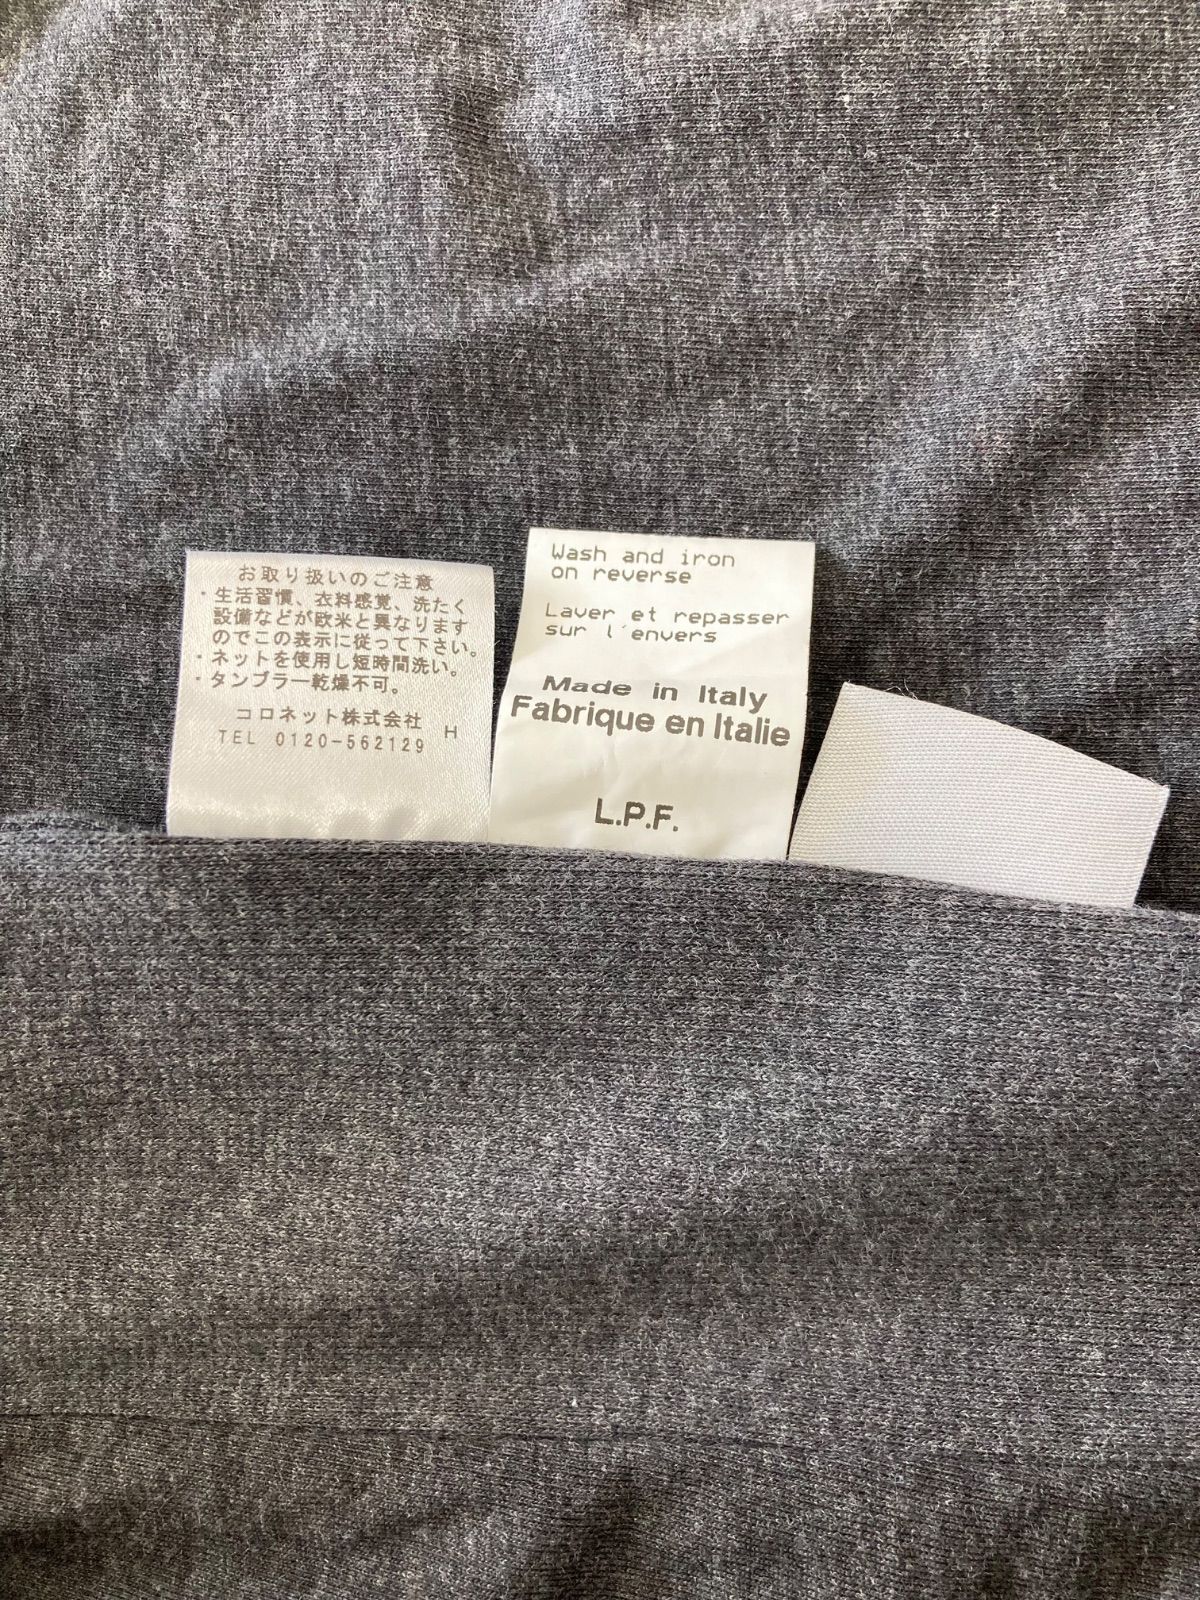 お取り扱いのご注意
・生活習慣、衣料感覚、洗たく
設備などが欧米と異なります
のでこの表示に従って下さい。
・ネットを使用し短時間洗い。
・タンブラー乾燥不可。
コロネット株式会社 H
TEL 0120-562129
Wash and iron
on reverse
Laver et repasser
sur l'envers
Made in Italy
Fabrique en Italie
L.P.F.